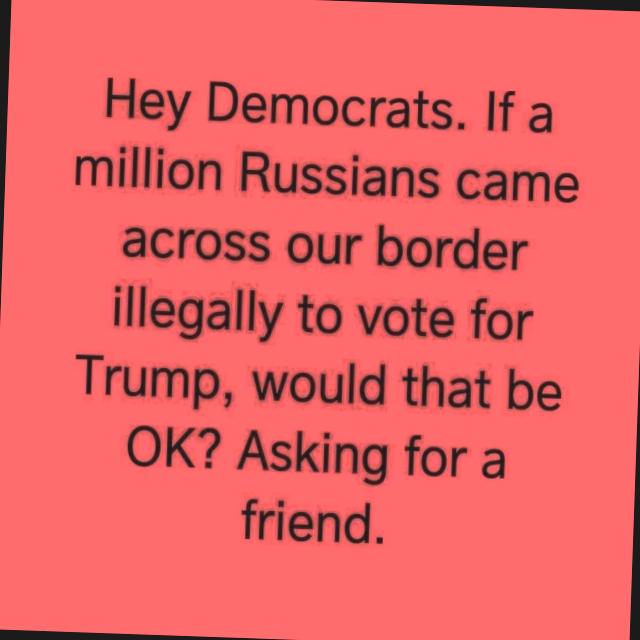 Hey Democrats. If a
million Russians came
across our border
illegally to vote for
Trump, would that be
OK? Asking for a
friend.